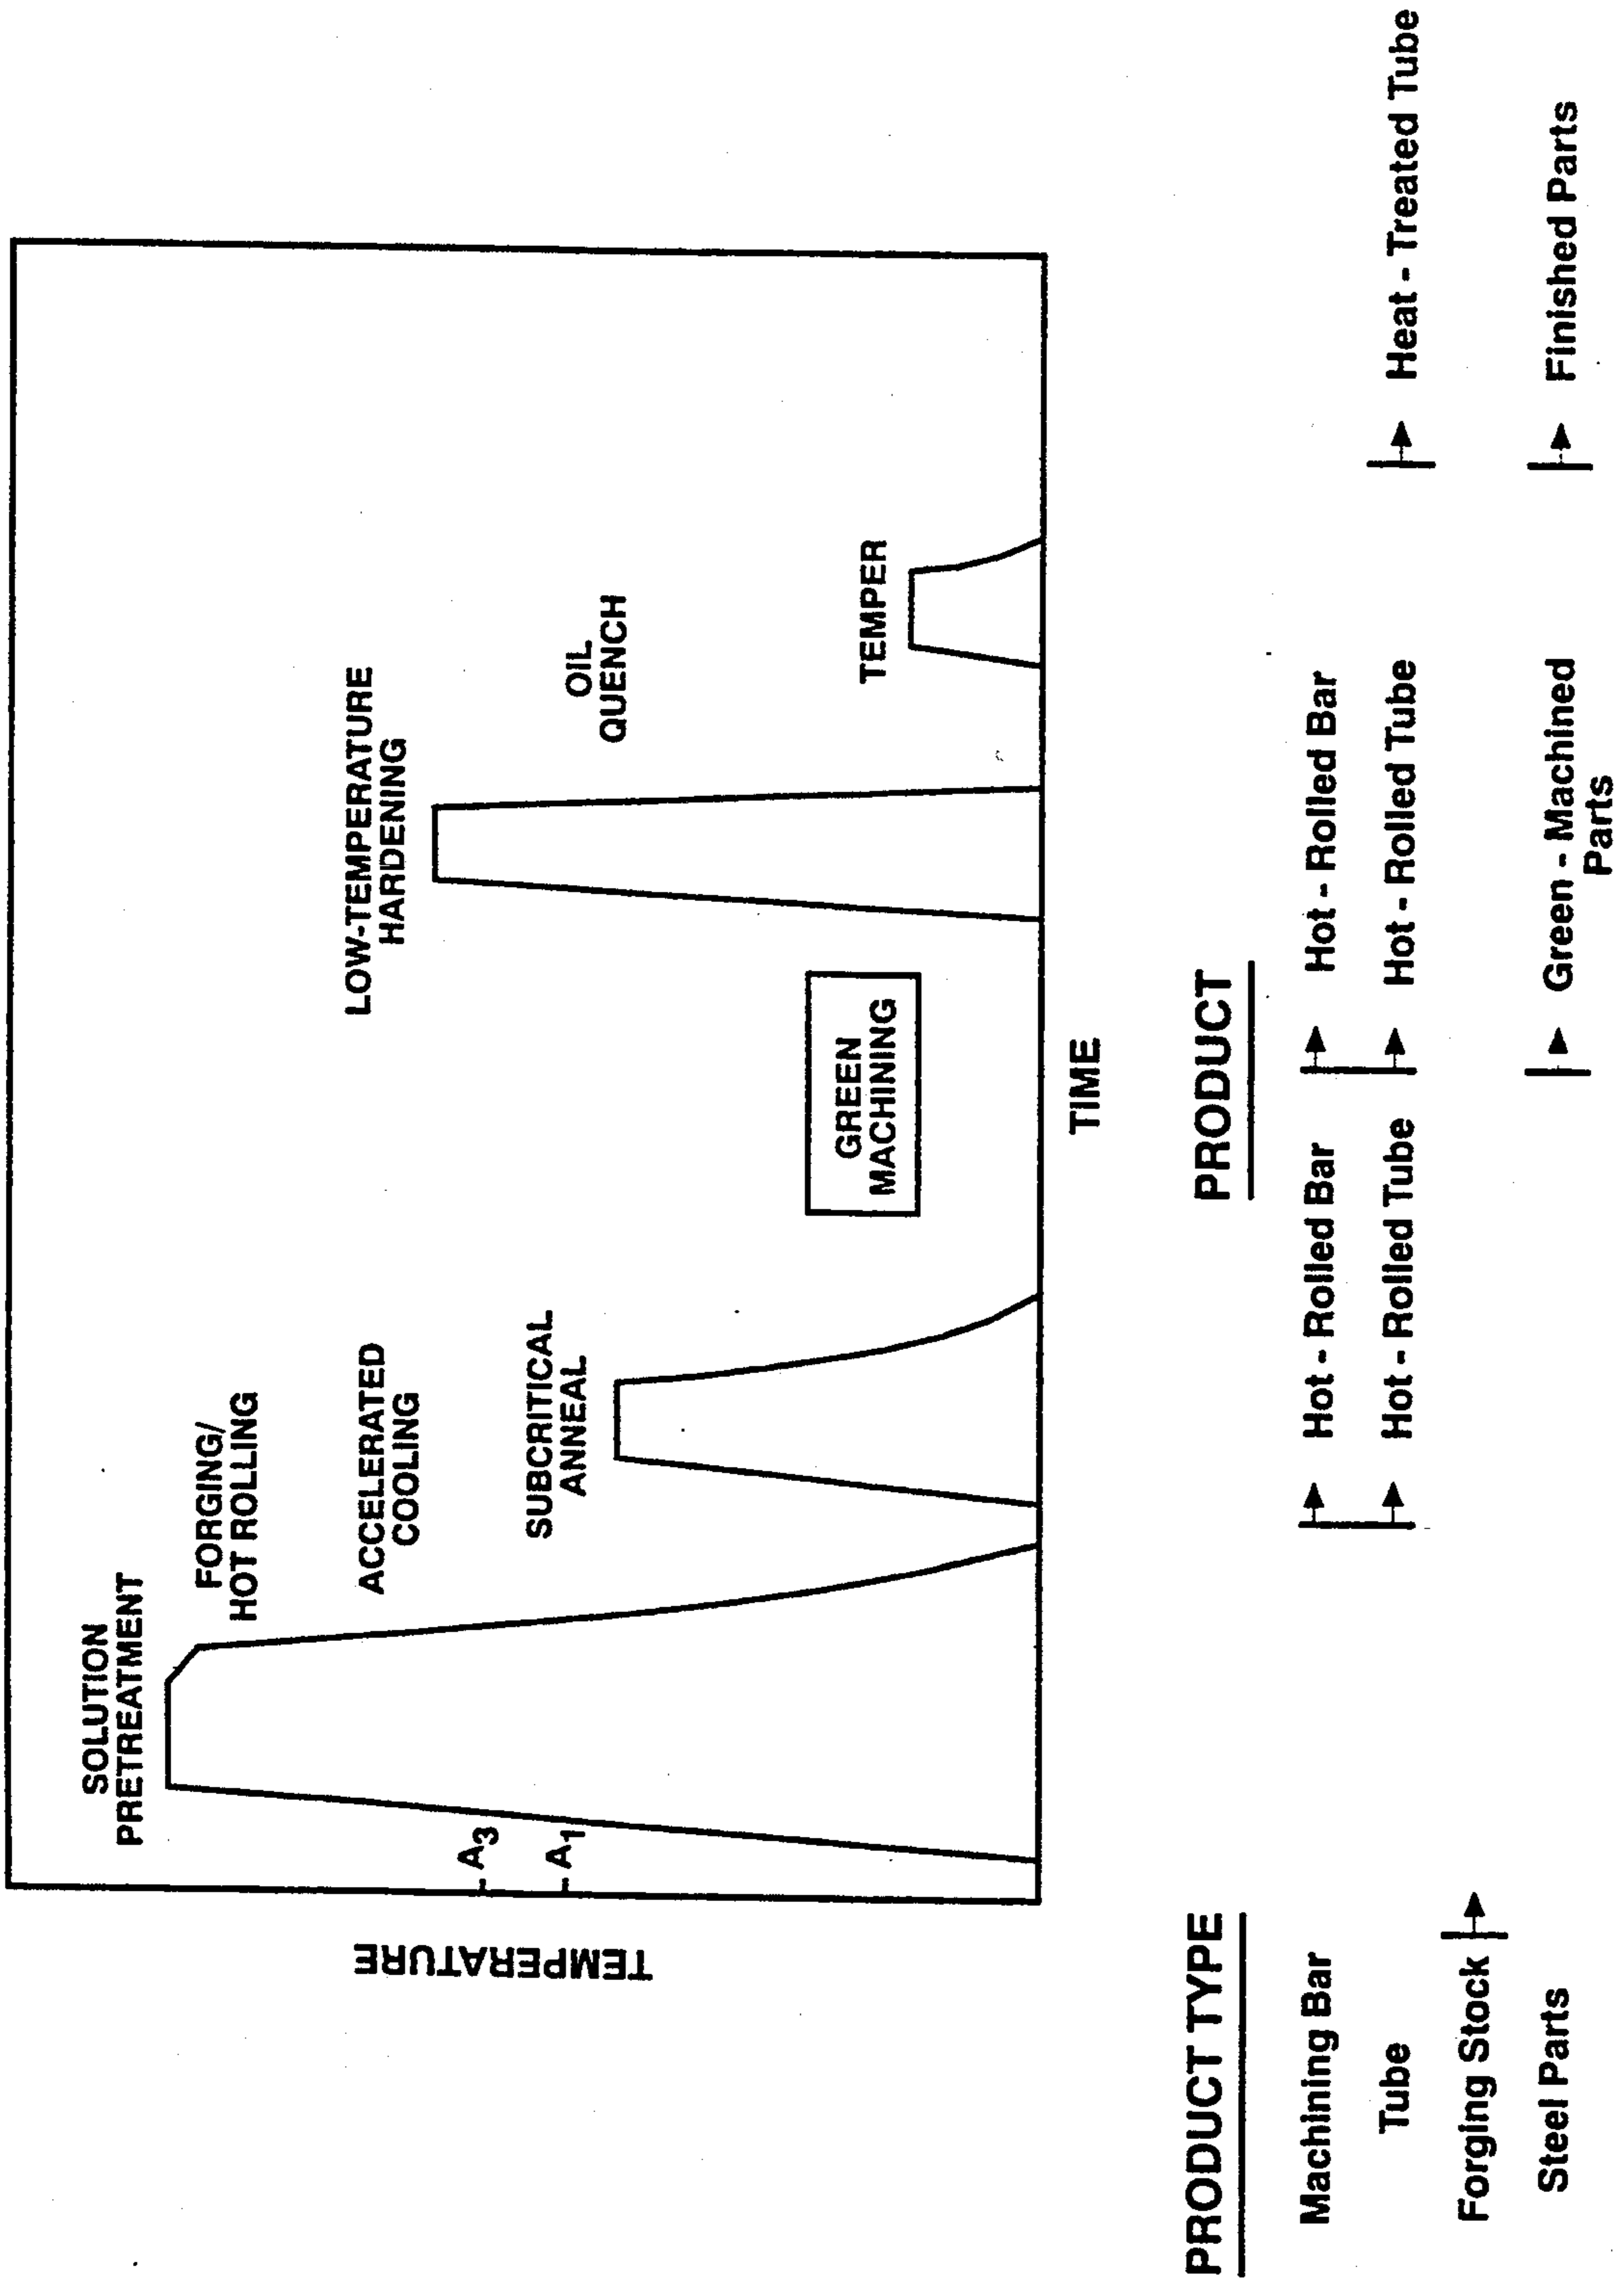 SOLUTION
PRETREATMENT
FORGING/
HOT ROLLING
ACCELERATED
COOLING
SUBCRITICAL
ANNEAL
LOW-TEMPERATURE
HARDENING
OIL
QUENCH
TEMPER
GREEN
MACHINING
A3
A1
TEMPERATURE
TIME
PRODUCT TYPE
PRODUCT
Machining Bar
Hot - Rolled Bar
Hot - Rolled Bar
Tube
Hot - Rolled Tube
Hot - Rolled Tube
Heat - Treated Tube
Forging Stock
Steel Parts
Green - Machined
Parts
Finished Parts